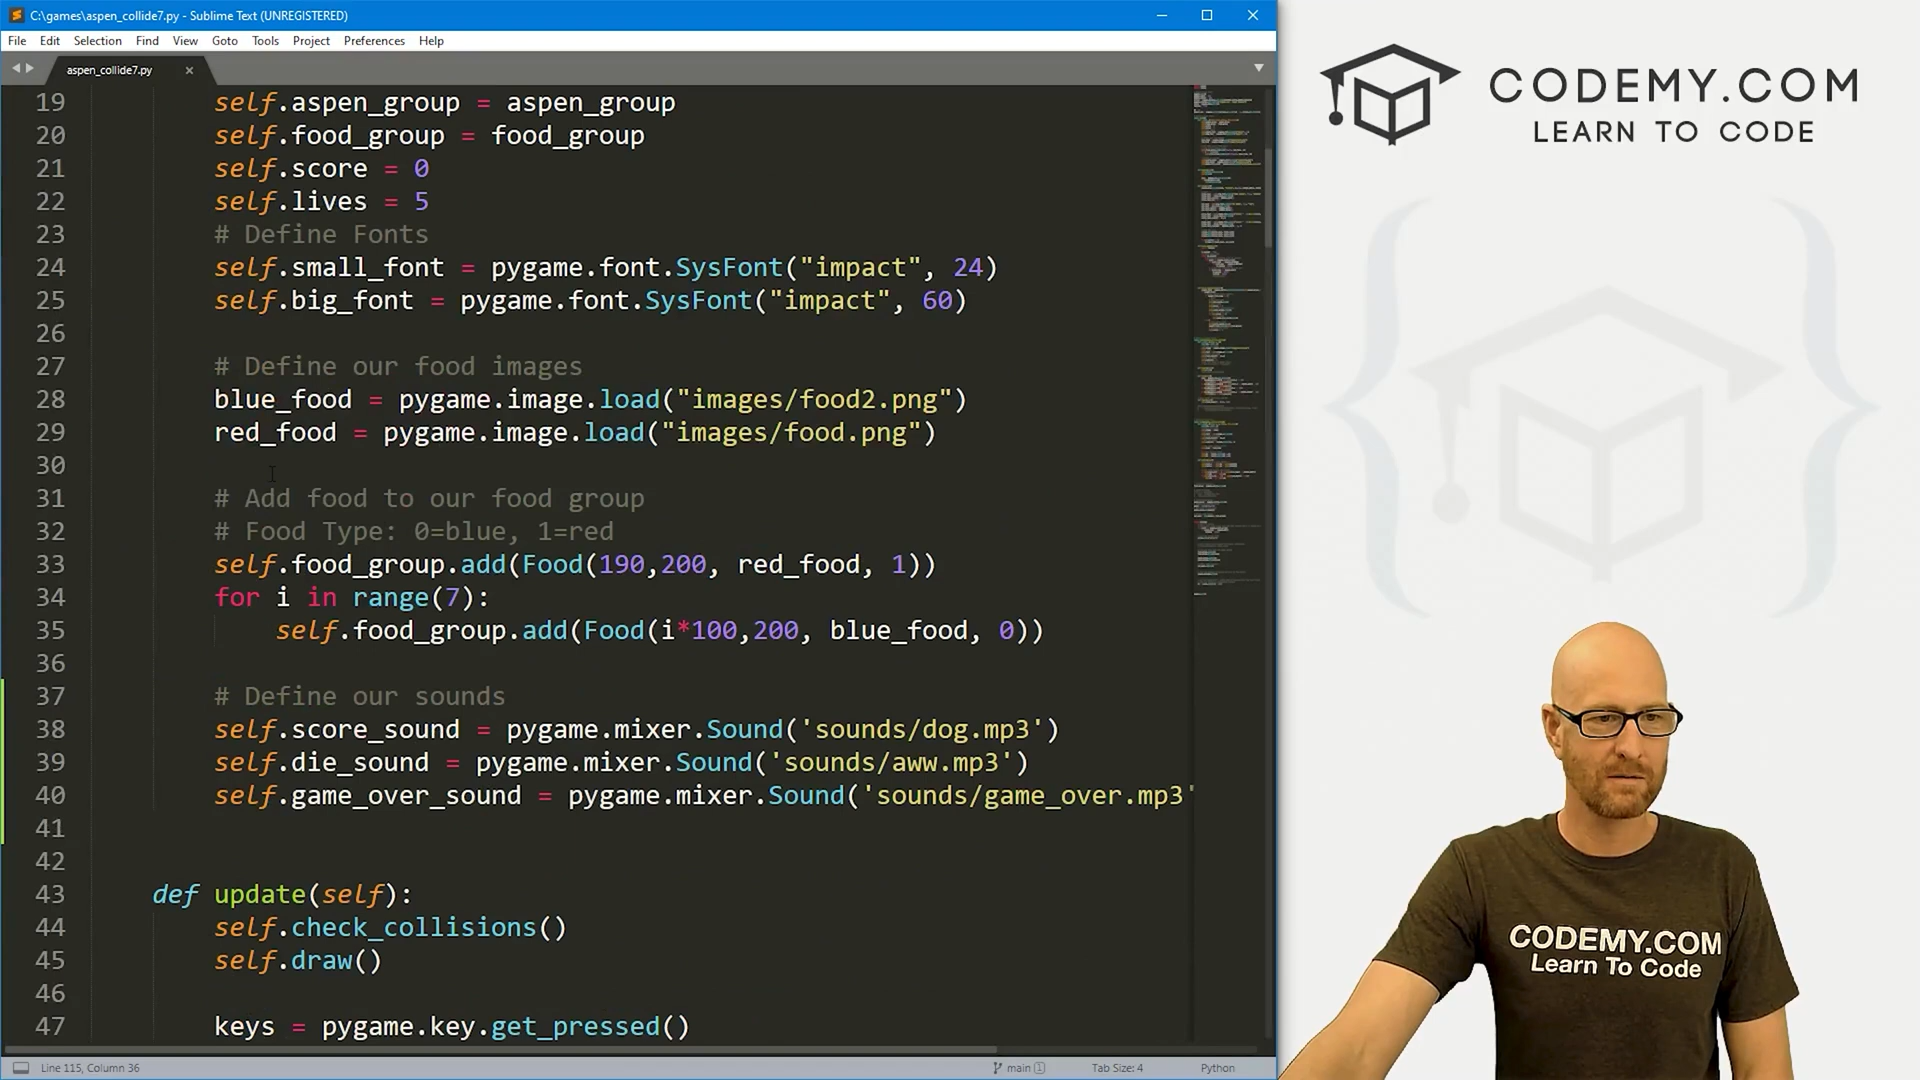 C:\games\aspen_collide7.py - Sublime Text (UNREGISTERED)
File Edit Selection Find View Goto Tools Project Preferences Help
aspen_collide7.py
19 self.aspen_group = aspen_group
20 self.food_group = food_group
21 self.score = 0
22 self.lives = 5
23 # Define Fonts
24 self.small_font = pygame.font.SysFont("impact", 24)
25 self.big_font = pygame.font.SysFont("impact", 60)
26
27 # Define our food images
28 blue_food = pygame.image.load("images/food2.png")
29 red_food = pygame.image.load("images/food.png")
30
31 # Add food to our food group
32 # Food Type: 0=blue, 1=red
33 self.food_group.add(Food(190,200, red_food, 1))
34 for i in range(7):
35 self.food_group.add(Food(i*100,200, blue_food, 0))
36
37 # Define our sounds
38 self.score_sound = pygame.mixer.Sound('sounds/dog.mp3')
39 self.die_sound = pygame.mixer.Sound('sounds/aww.mp3')
40 self.game_over_sound = pygame.mixer.Sound('sounds/game_over.mp3'
41
42
43 def update(self):
44 self.check_collisions()
45 self.draw()
46
47 keys = pygame.key.get_pressed()
Line 115, Column 36
main 1
Tab Size: 4
Python
CODEMY.COM
LEARN TO CODE
CODEMY.COM
Learn To Code